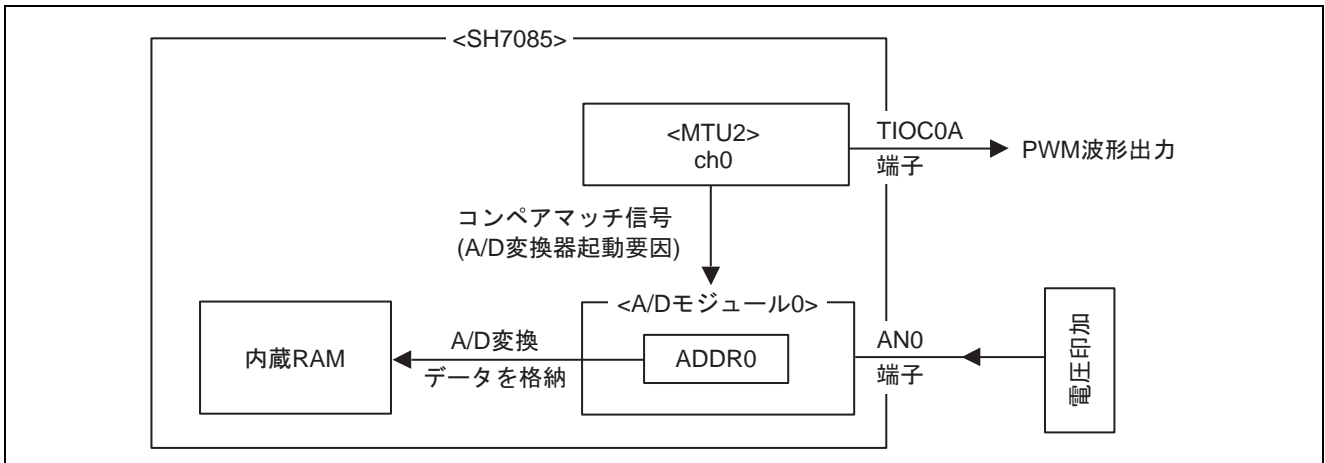 <SH7085>
<MTU2>
ch0
TIOC0A
端子
PWM波形出力
コンペアマッチ信号
(A/D変換器起動要因)
<A/Dモジュール0>
内蔵RAM
A/D変換
データを格納
ADDR0
AN0
端子
電圧印加